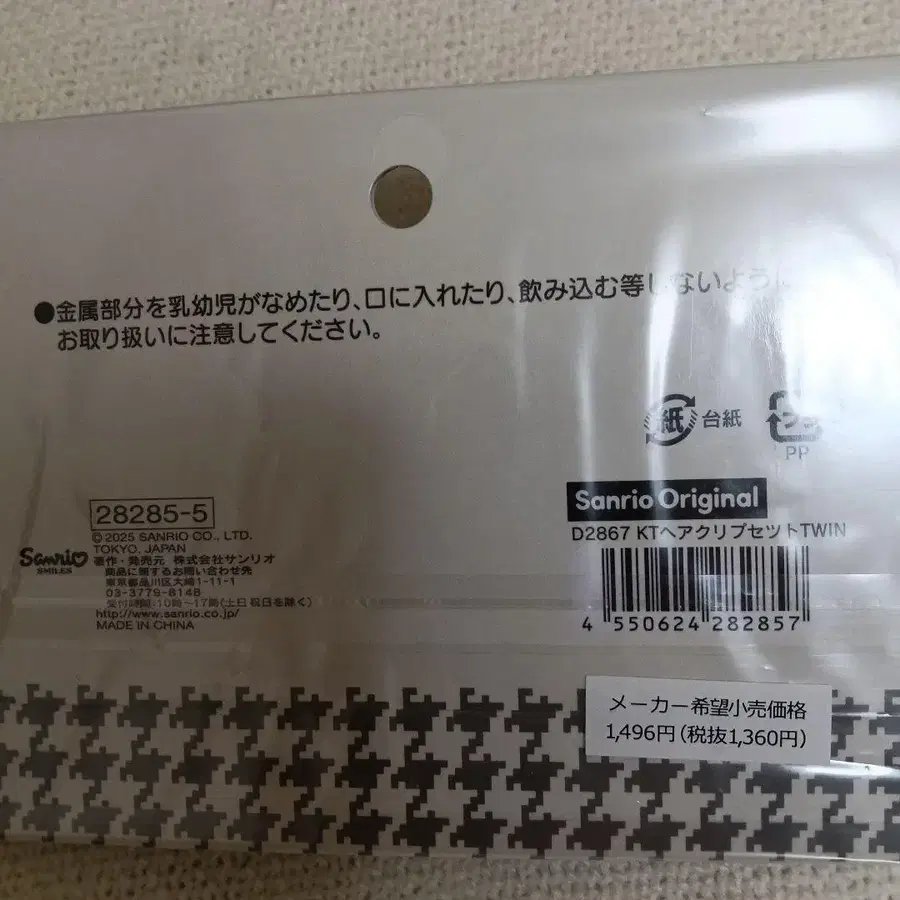 ●金属部分を乳幼児がなめたり、口に入れたり、飲み込む等しないように
お取り扱いに注意してください。
紙 台紙
プラ
PP
Sanrio Original
D2867 KTヘアクリプセットTWIN
4 550624 282857
28285-5
© 2025 SANRIO CO., LTD.
TOKYO, JAPAN
Sanrio
SMILES
著作・発売元 株式会社サンリオ
商品に関するお問い合わせ先
東京都品川区大崎1-11-1
03-3779-8148
受付時間:10時~17時(土日祝日を除く)
http://www.sanrio.co.jp/
MADE IN CHINA
メーカー希望小売価格
1,496円(税抜1,360円)